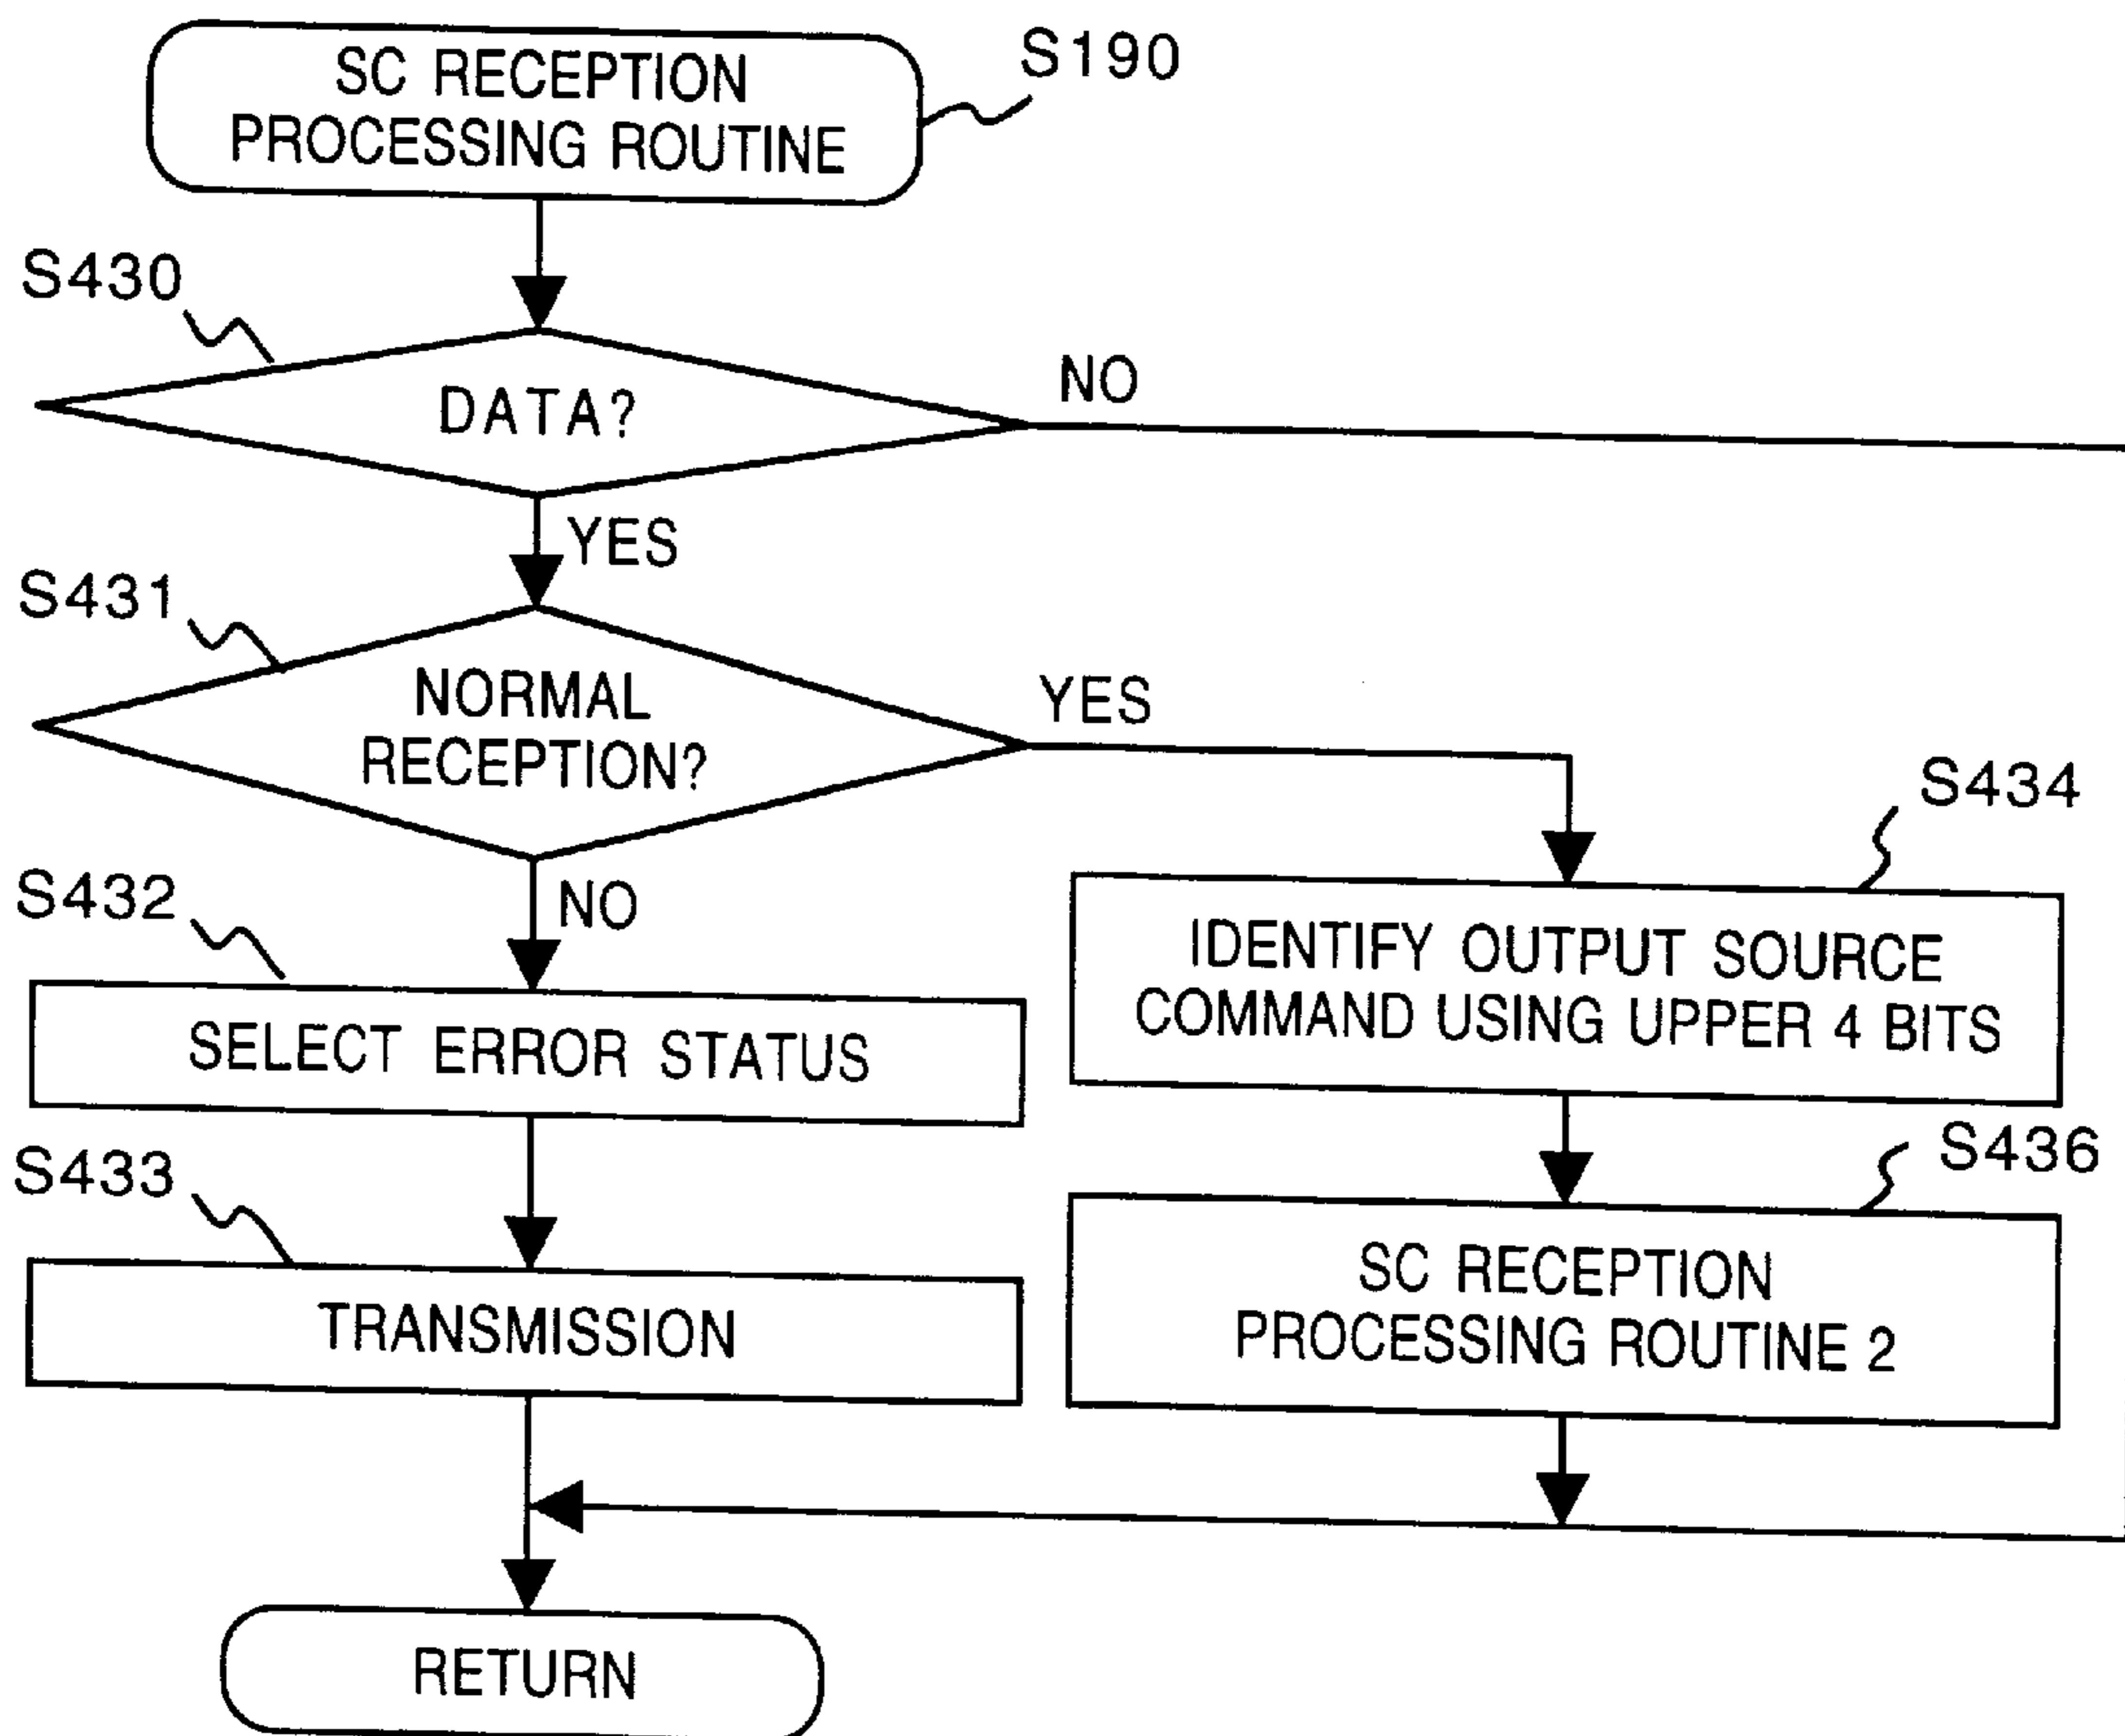 SC RECEPTION
PROCESSING ROUTINE
S190
S430
DATA?
NO
YES
S431
NORMAL
RECEPTION?
YES
NO
S434
IDENTIFY OUTPUT SOURCE
COMMAND USING UPPER 4 BITS
S432
SELECT ERROR STATUS
S436
SC RECEPTION
PROCESSING ROUTINE 2
S433
TRANSMISSION
RETURN